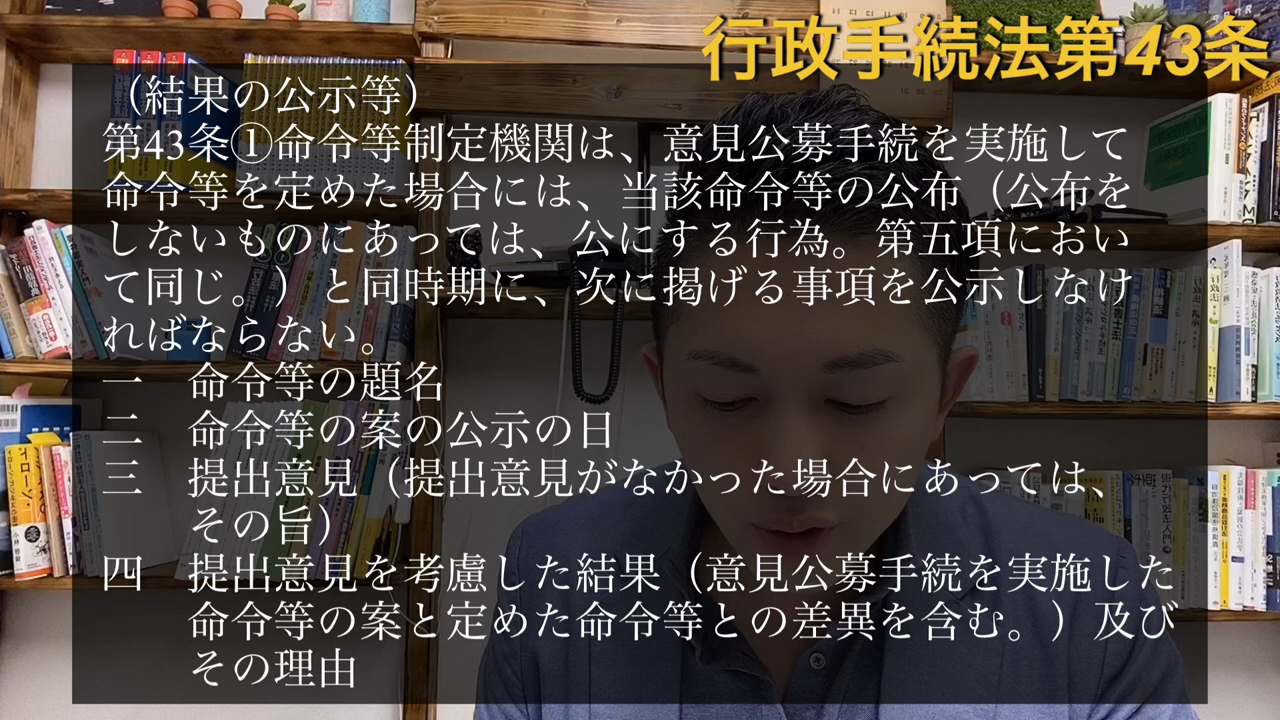 行政手続法第43条
（結果の公示等）
第43条①命令等制定機関は、意見公募手続を実施して
命令等を定めた場合には、当該命令等の公布（公布を
しないものにあっては、公にする行為。第五項におい
て同じ。）と同時期に、次に掲げる事項を公示しなけ
ればならない。
一　命令等の題名
二　命令等の案の公示の日
三　提出意見（提出意見がなかった場合にあっては、
その旨）
四　提出意見を考慮した結果（意見公募手続を実施した
命令等の案と定めた命令等との差異を含む。）及び
その理由